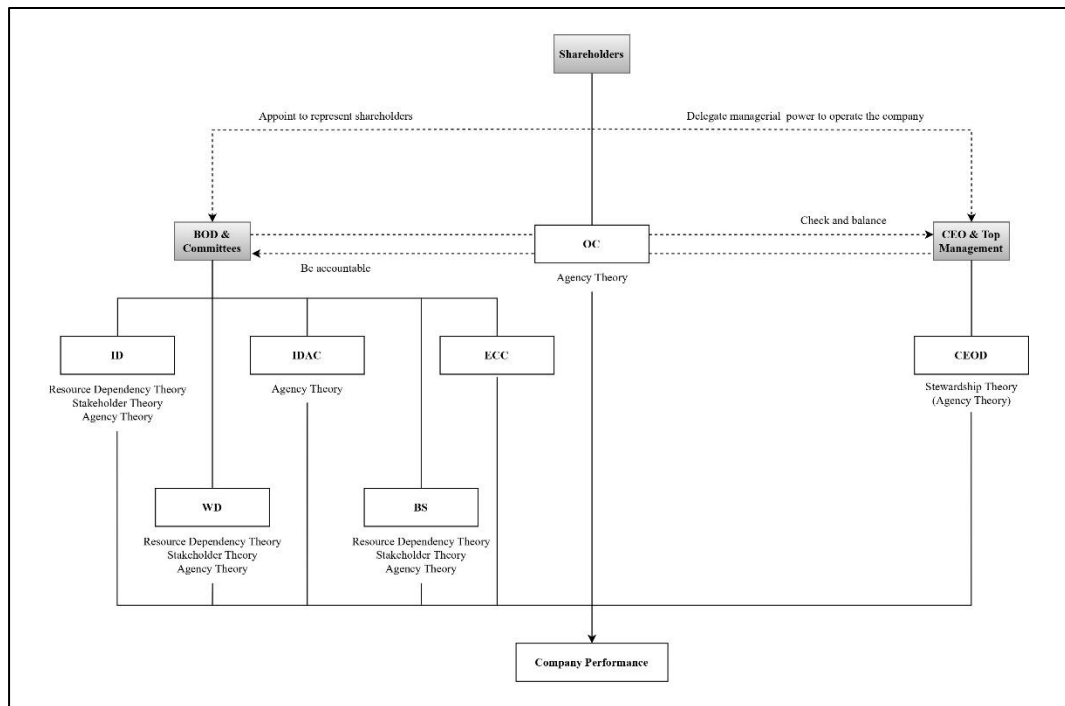 Shareholders
Appoint to represent shareholders
Delegate managerial power to operate the company
BOD &
Committees
OC
Check and balance
CEO & Top
Management
Be accountable
Agency Theory
ID
IDAC
ECC
CEOD
Resource Dependency Theory
Stakeholder Theory
Agency Theory
Agency Theory
Stewardship Theory
(Agency Theory)
WD
BS
Resource Dependency Theory
Stakeholder Theory
Agency Theory
Resource Dependency Theory
Stakeholder Theory
Agency Theory
Company Performance